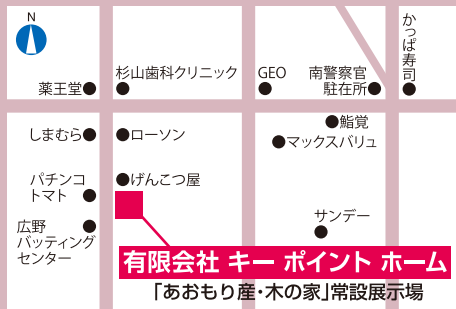 N
かっぱ寿司
杉山歯科クリニック
GEO
南警察官
駐在所
薬王堂
しまむら
ローソン
鮨覚
マックスバリュ
パチンコ
トマト
げんこつ屋
広野
バッティング
センター
サンデー
有限会社 キー ポイント ホーム
「あおもり産・木の家」常設展示場